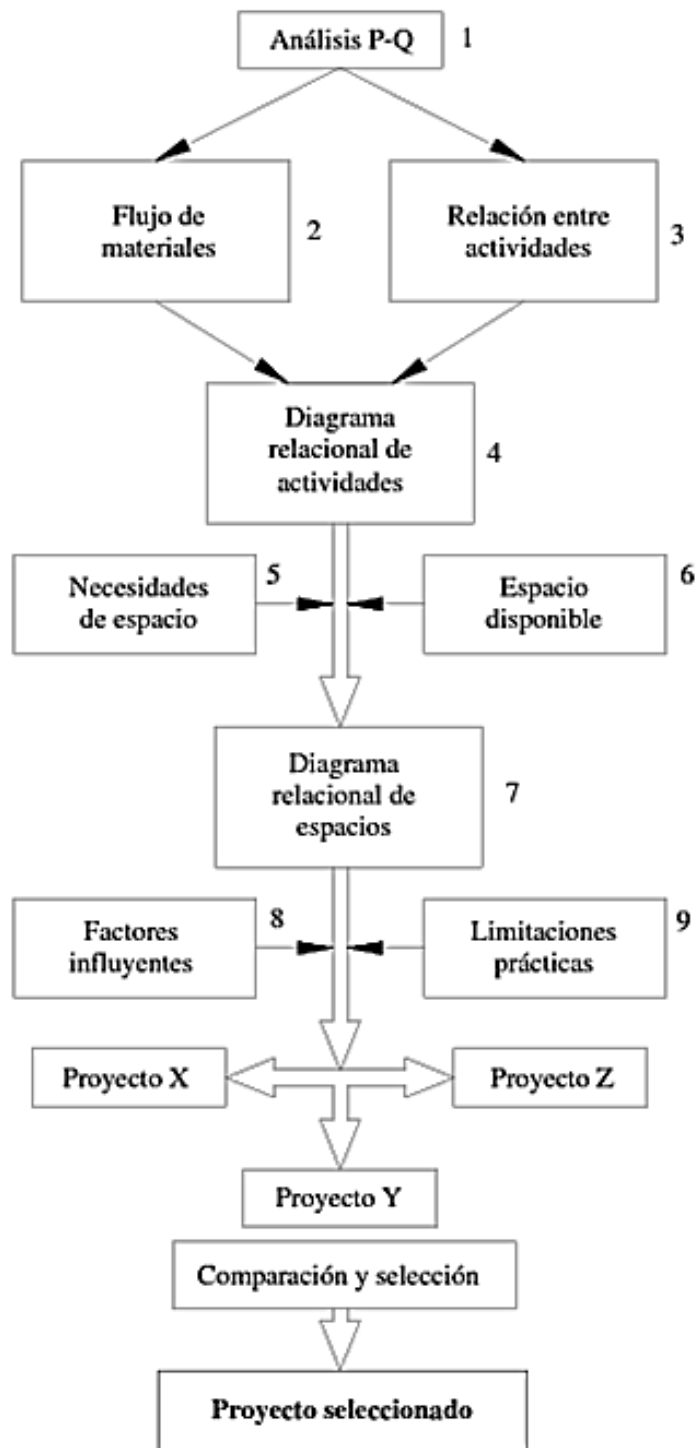 Análisis P-Q 1
Flujo de
materiales
2
Relación entre
actividades
3
Diagrama
relacional de
actividades
4
Necesidades
de espacio
5
Espacio
disponible
6
Diagrama
relacional de
espacios
7
Factores
influyentes
8
Limitaciones
prácticas
9
Proyecto X
Proyecto Z
Proyecto Y
Comparación y selección
Proyecto seleccionado